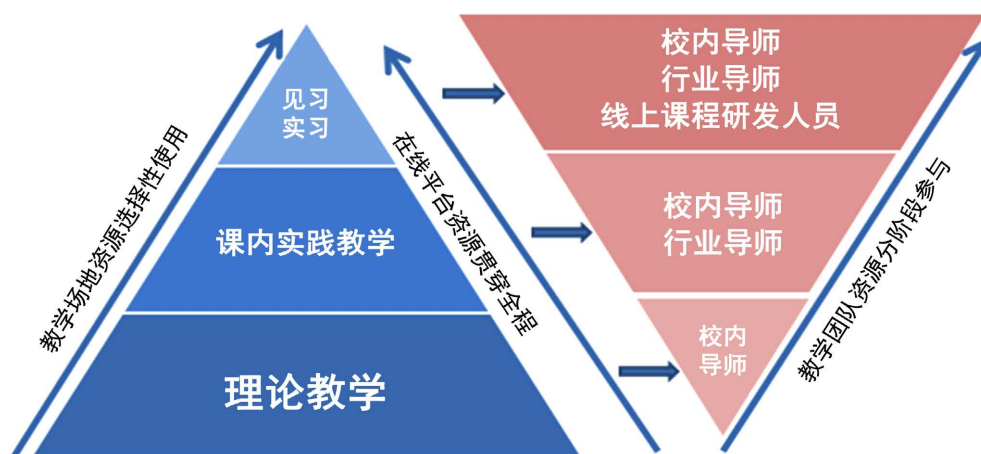 见习
实习
课内实践教学
理论教学
教学场地资源选择性使用
在线平台资源贯穿全程
校内导师
行业导师
线上课程研发人员
校内导师
行业导师
校内
导师
教学团队资源分阶段参与